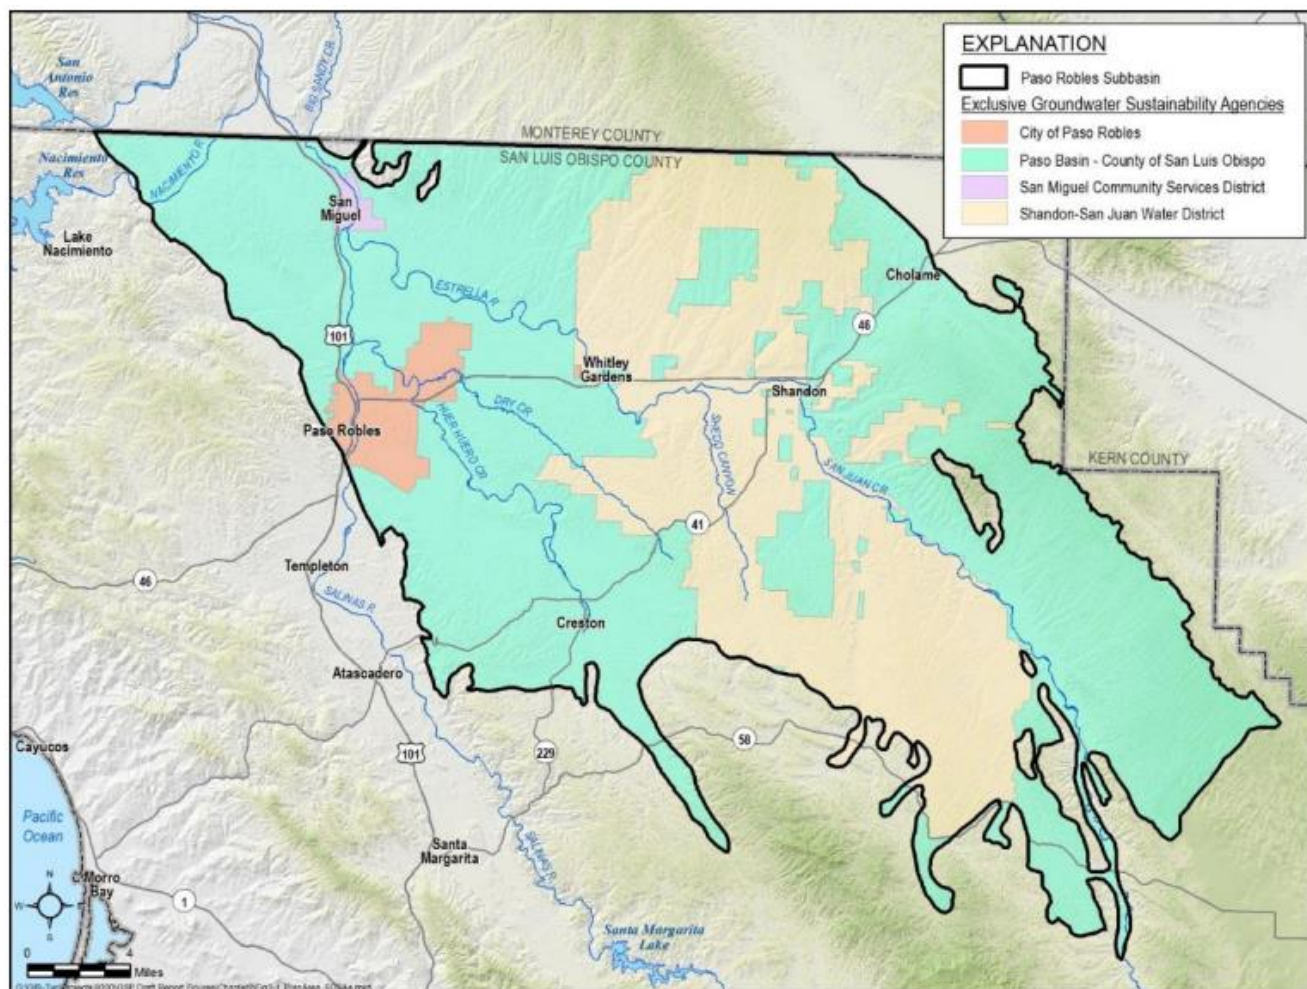 EXPLANATION
Paso Robles Subbasin
Exclusive Groundwater Sustainability Agencies
City of Paso Robles
Paso Basin - County of San Luis Obispo
San Miguel Community Services District
Shandon-San Juan Water District
San
Antonio
Res
BIG SANDY CR.
MONTEREY COUNTY
SAN LUIS OBISPO COUNTY
Nacimiento
Res
NACIMIENTO R.
San
Miguel
Lake
Nacimiento
Cholame
ESTRELLA R.
46
101
Whitley
Gardens
Shandon
DRY CR.
HUER HUERO CR.
Paso Robles
SHEDD CANYON
SAN JUAN CR.
KERN COUNTY
41
Templeton
46
SALINAS R.
Creston
Atascadero
Cayucos
101
229
58
Pacific
Ocean
Santa
Margarita
SALINAS R.
Morro
Bay
1
N
W
E
S
Santa Margarita
Lake
0
4
Miles